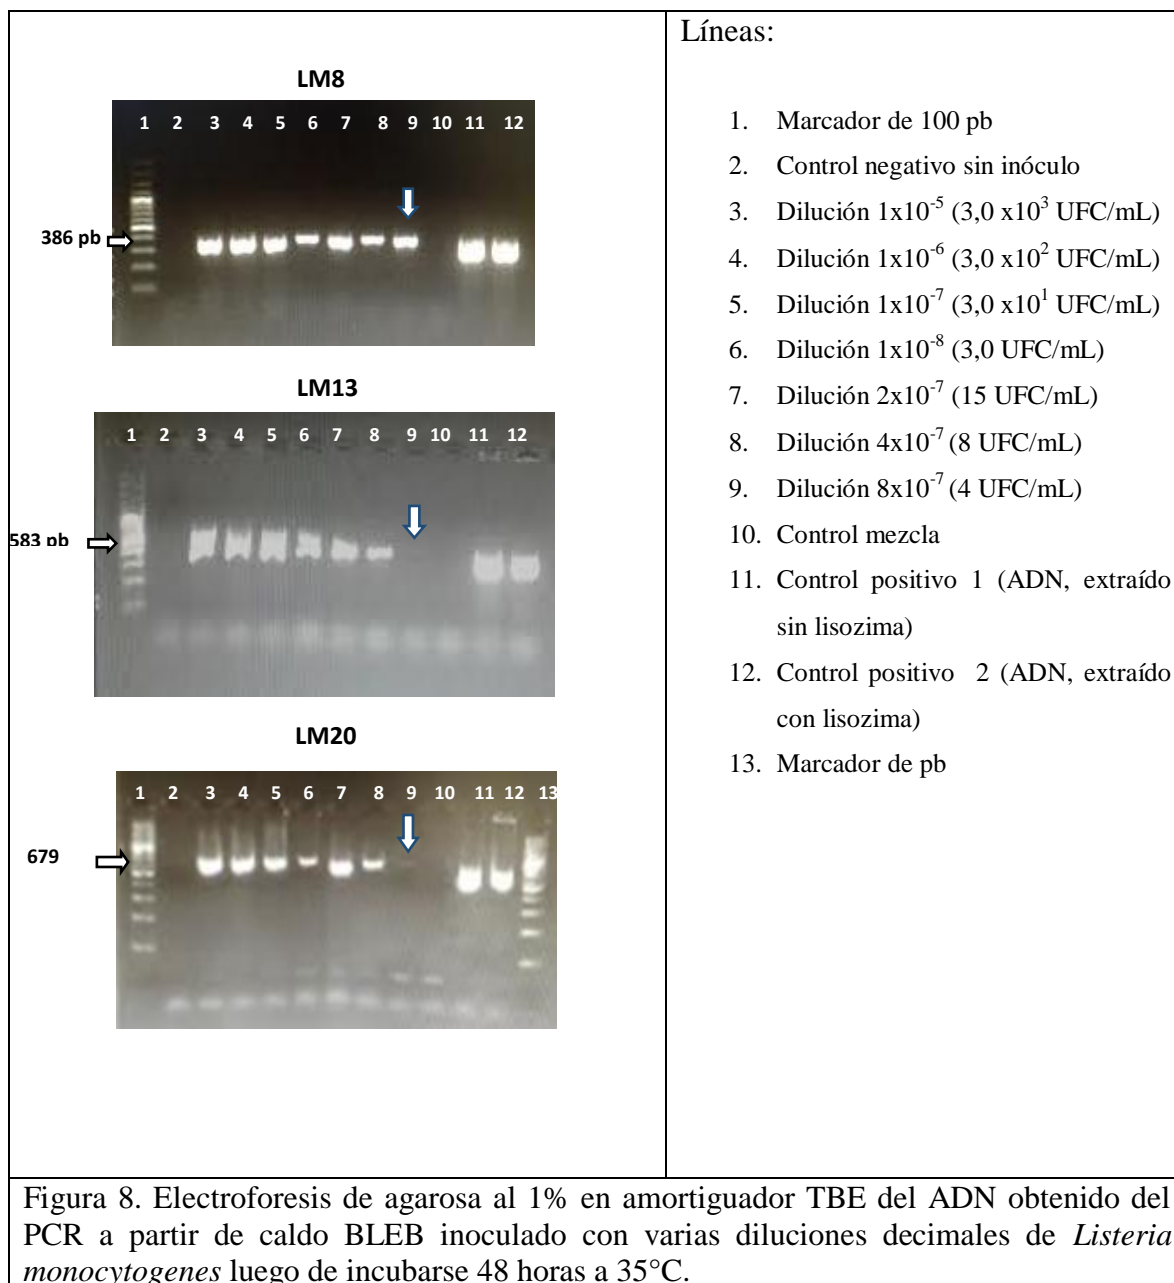 LM8
1 2 3 4 5 6 7 8 9 10 11 12
386 pb
LM13
1 2 3 4 5 6 7 8 9 10 11 12
583 pb
LM20
1 2 3 4 5 6 7 8 9 10 11 12 13
679
Líneas:
1. Marcador de 100 pb
2. Control negativo sin inóculo
3. Dilución 1x10⁻⁵ (3,0 x10³ UFC/mL)
4. Dilución 1x10⁻⁶ (3,0 x10² UFC/mL)
5. Dilución 1x10⁻⁷ (3,0 x10¹ UFC/mL)
6. Dilución 1x10⁻⁸ (3,0 UFC/mL)
7. Dilución 2x10⁻⁷ (15 UFC/mL)
8. Dilución 4x10⁻⁷ (8 UFC/mL)
9. Dilución 8x10⁻⁷ (4 UFC/mL)
10. Control mezcla
11. Control positivo 1 (ADN, extraído
sin lisozima)
12. Control positivo 2 (ADN, extraído
con lisozima)
13. Marcador de pb
Figura 8. Electroforesis de agarosa al 1% en amortiguador TBE del ADN obtenido del
PCR a partir de caldo BLEB inoculado con varias diluciones decimales de Listeria
monocytogenes luego de incubarse 48 horas a 35°C.